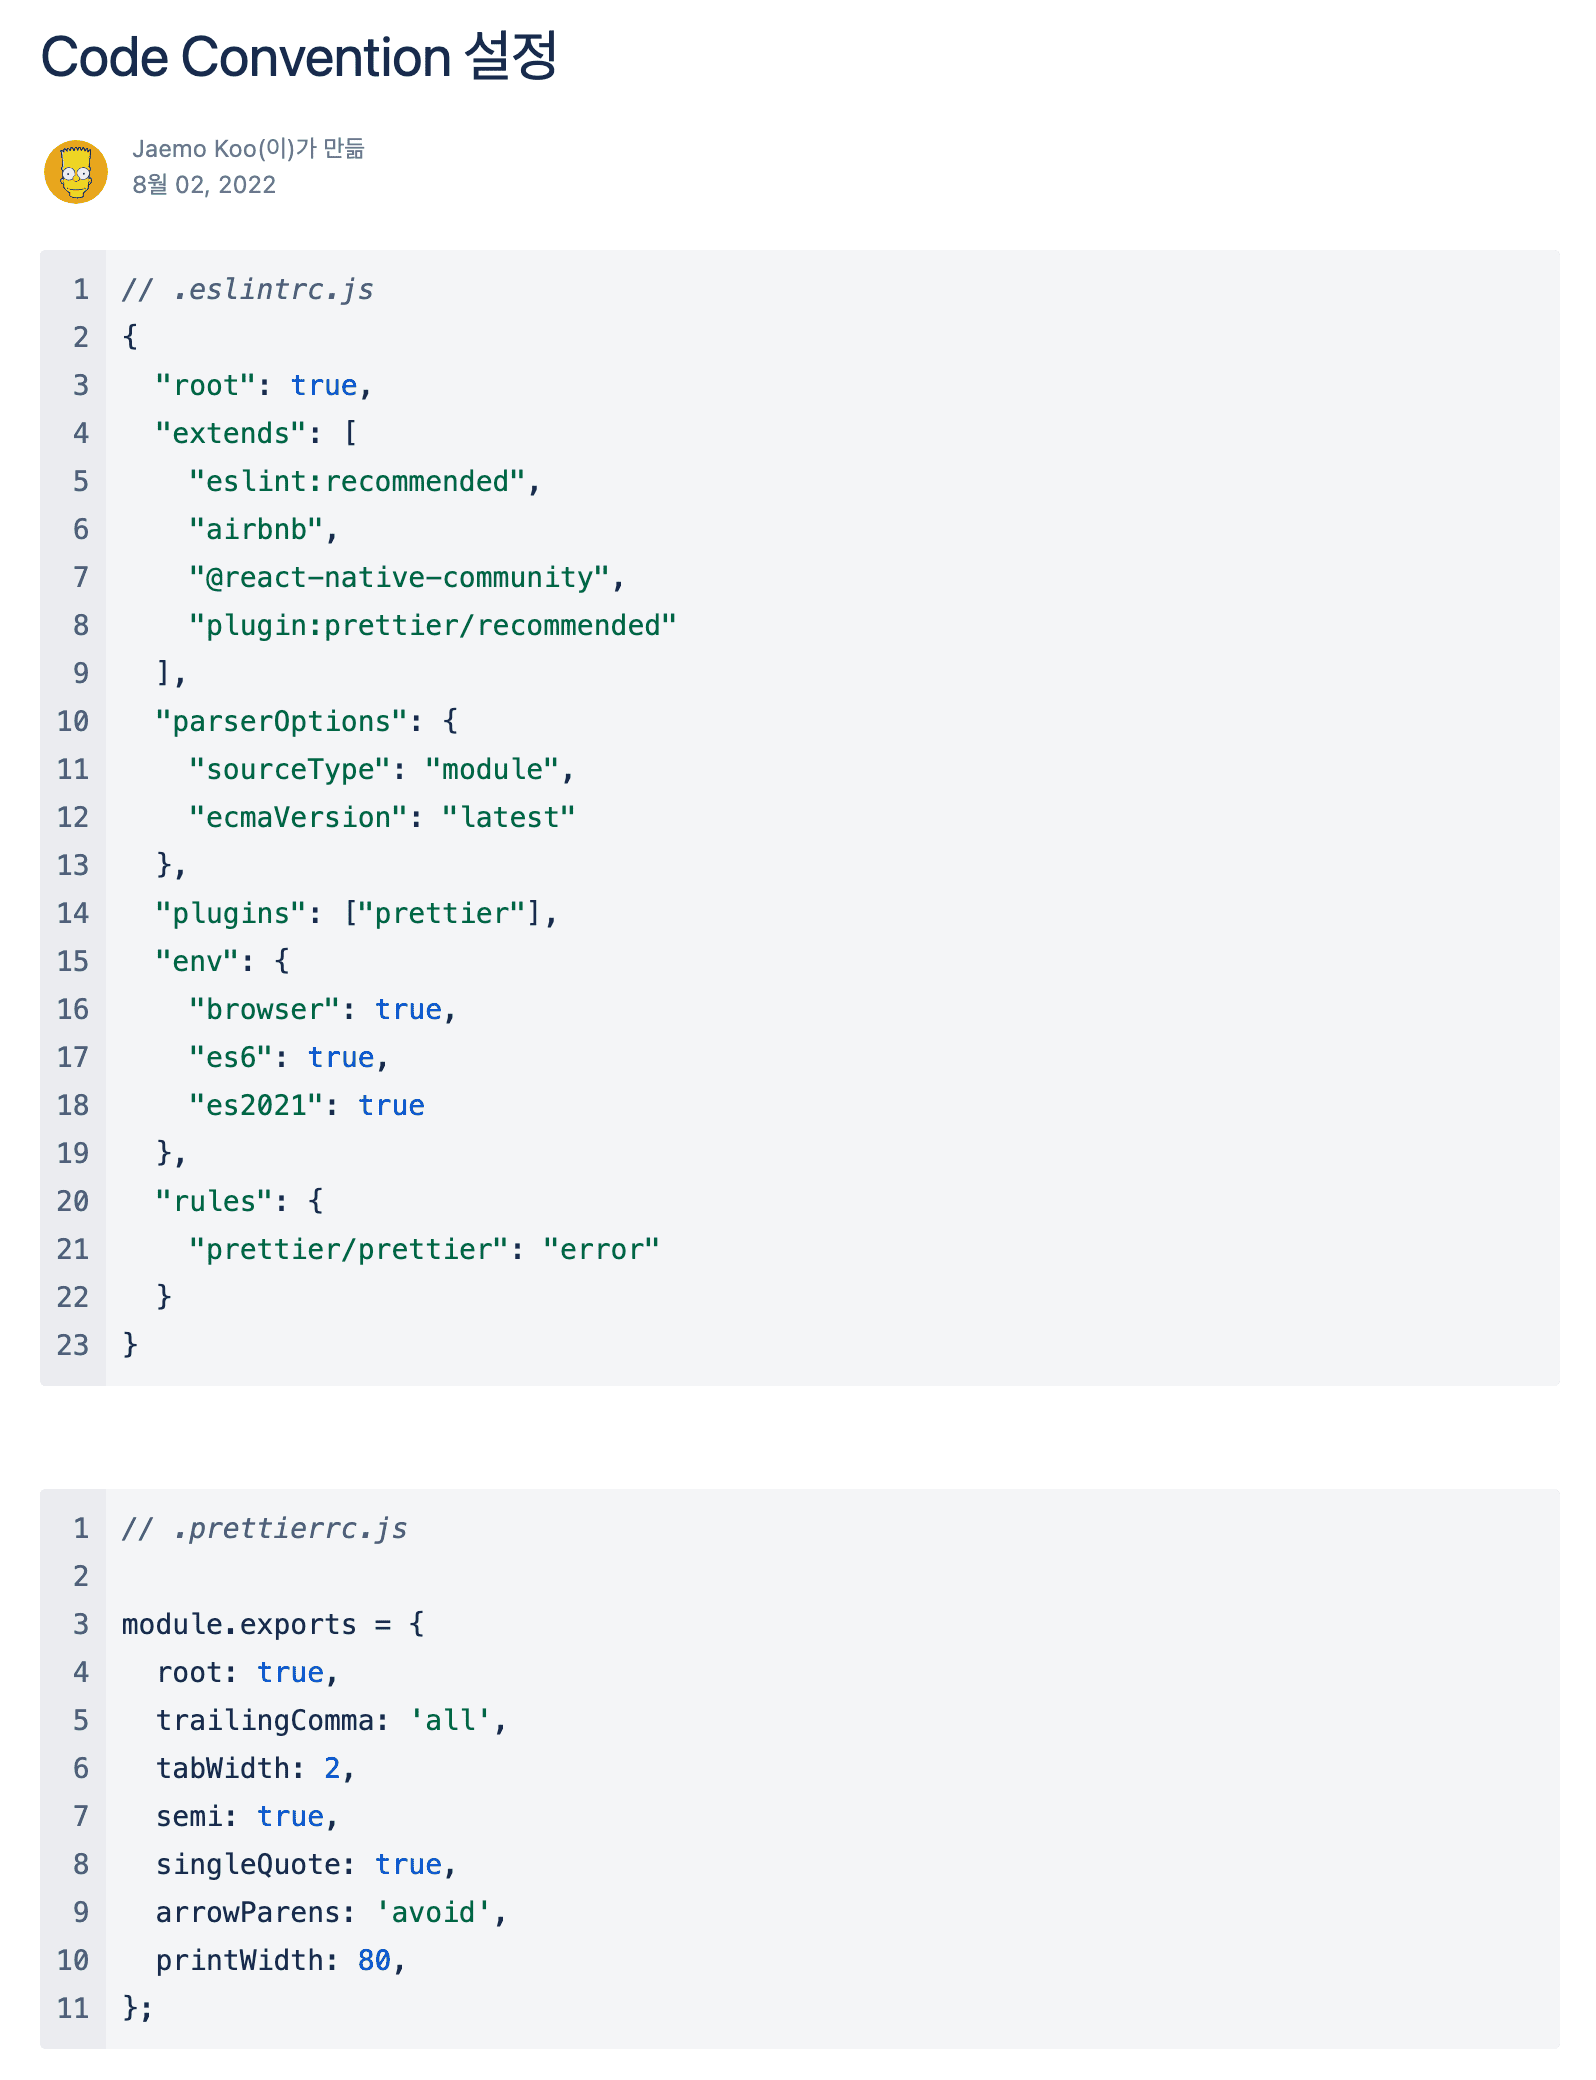 Code Convention 설정
Jaemo Koo(이)가 만듦
8월 02, 2022
1 // .eslintrc.js
2 {
3   "root": true,
4   "extends": [
5     "eslint:recommended",
6     "airbnb",
7     "@react-native-community",
8     "plugin:prettier/recommended"
9   ],
10   "parserOptions": {
11     "sourceType": "module",
12     "ecmaVersion": "latest"
13   },
14   "plugins": ["prettier"],
15   "env": {
16     "browser": true,
17     "es6": true,
18     "es2021": true
19   },
20   "rules": {
21     "prettier/prettier": "error"
22   }
23 }
1 // .prettierrc.js
2
3 module.exports = {
4   root: true,
5   trailingComma: 'all',
6   tabWidth: 2,
7   semi: true,
8   singleQuote: true,
9   arrowParens: 'avoid',
10   printWidth: 80,
11 };